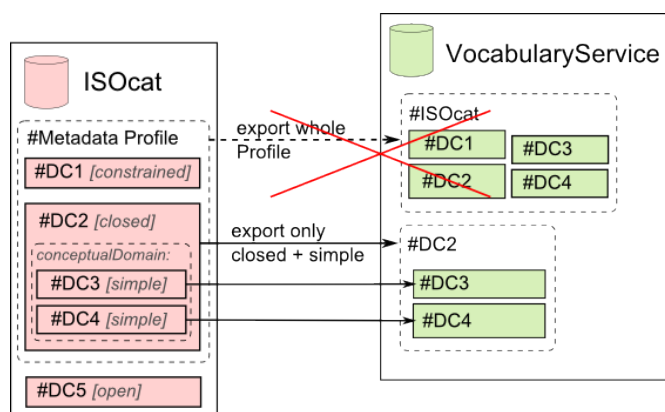 ISOcat
#Metadata Profile
#DC1 [constrained]
#DC2 [closed]
conceptualDomain:
#DC3 [simple]
#DC4 [simple]
#DC5 [open]
export whole
Profile
export only
closed + simple
VocabularyService
#ISOcat
#DC1
#DC3
#DC2
#DC4
#DC2
#DC3
#DC4